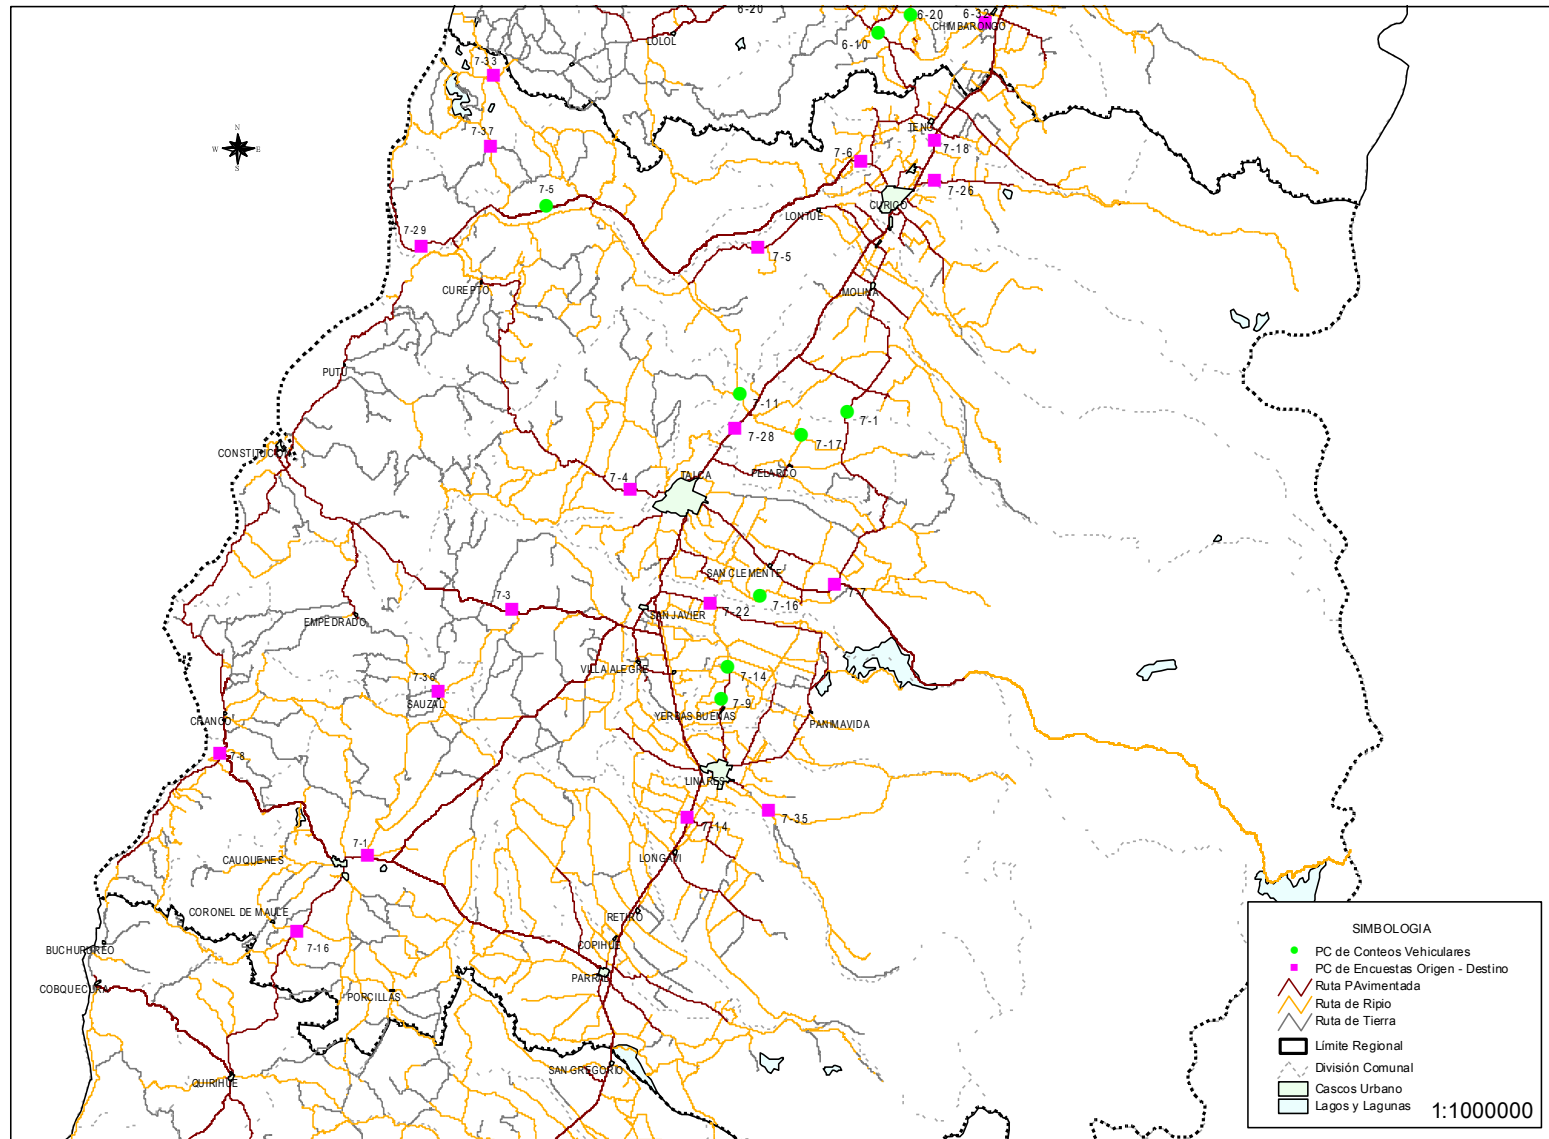 6-20
6-20
6-32
CHIMBARONGO
LOLOL
6-10
7-33
N
W
E
S
TENO
7-37
7-18
7-6
7-26
7-5
CURICO
LONTUE
7-29
7-5
CUREPTO
MOLINA
PUTU
7-11
7-1
7-28
7-17
CONSTITUCION
7-4
TALCA
PELARCO
SAN CLEMENTE
7-3
7-7
7-16
7-22
SAN JAVIER
EMPEDRADO
VILLA ALEGRE
7-14
7-36
SAUZAL
7-9
YERBAS BUENAS
PANIMAVIDA
CHANCO
7-8
LINARES
7-14
7-35
7-1
LONGAVI
CAUQUENES
CORONEL DE MAULE
RETIRO
7-16
COPIHUE
BUCHUPUREO
PARRAL
COBQUECURA
PORCILLAS
SAN GREGORIO
QUIRIHUE
SIMBOLOGIA
PC de Conteos Vehiculares
PC de Encuestas Origen - Destino
Ruta PAvimentada
Ruta de Ripio
Ruta de Tierra
Límite Regional
División Comunal
Cascos Urbano
Lagos y Lagunas
1:1000000